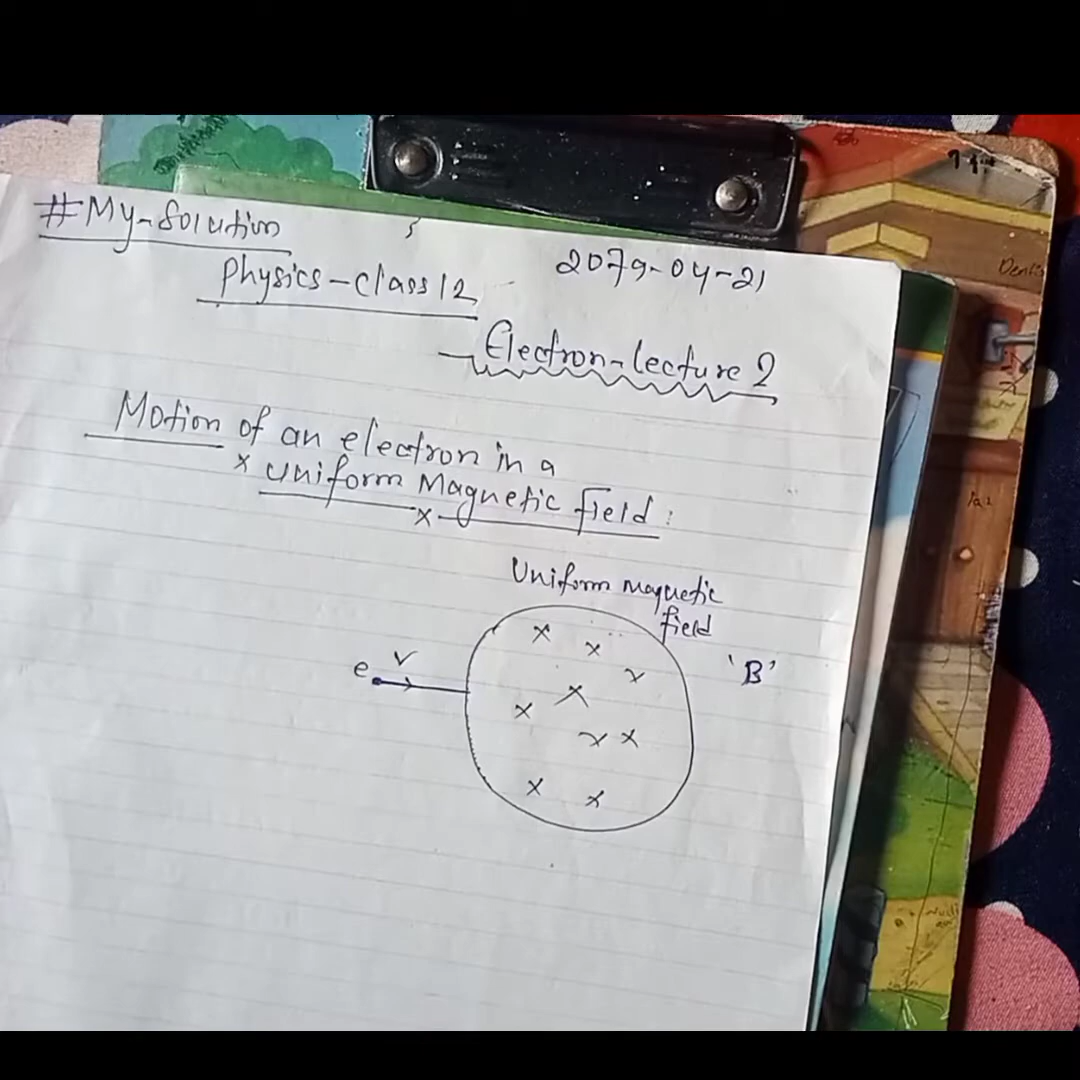 #My-Solution
Physics-class 12
2079-04-21
Electron-lecture 2
Motion of an electron in a
Uniform Magnetic field:
Uniform magnetic
field
'B'
e v